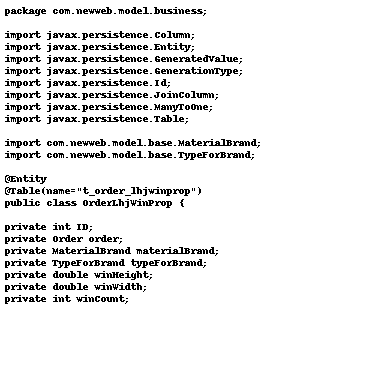 package com.newweb.model.business;
import javax.persistence.Column;
import javax.persistence.Entity;
import javax.persistence.GeneratedValue;
import javax.persistence.GenerationType;
import javax.persistence.Id;
import javax.persistence.JoinColumn;
import javax.persistence.ManyToOne;
import javax.persistence.Table;
import com.newweb.model.base.MaterialBrand;
import com.newweb.model.base.TypeForBrand;
@Entity
@Table(name="t_order_lhjwinprop")
public class OrderLhjWinProp {
private int ID;
private Order order;
private MaterialBrand materialBrand;
private TypeForBrand typeForBrand;
private double winHeight;
private double winWidth;
private int winCount;